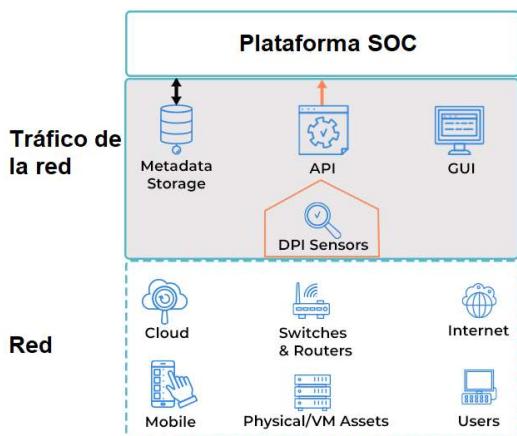 Plataforma SOC
Tráfico de
la red
Metadata
Storage
API
GUI
DPI Sensors
Red
Cloud
Switches
& Routers
Internet
Mobile
Physical/VM Assets
Users